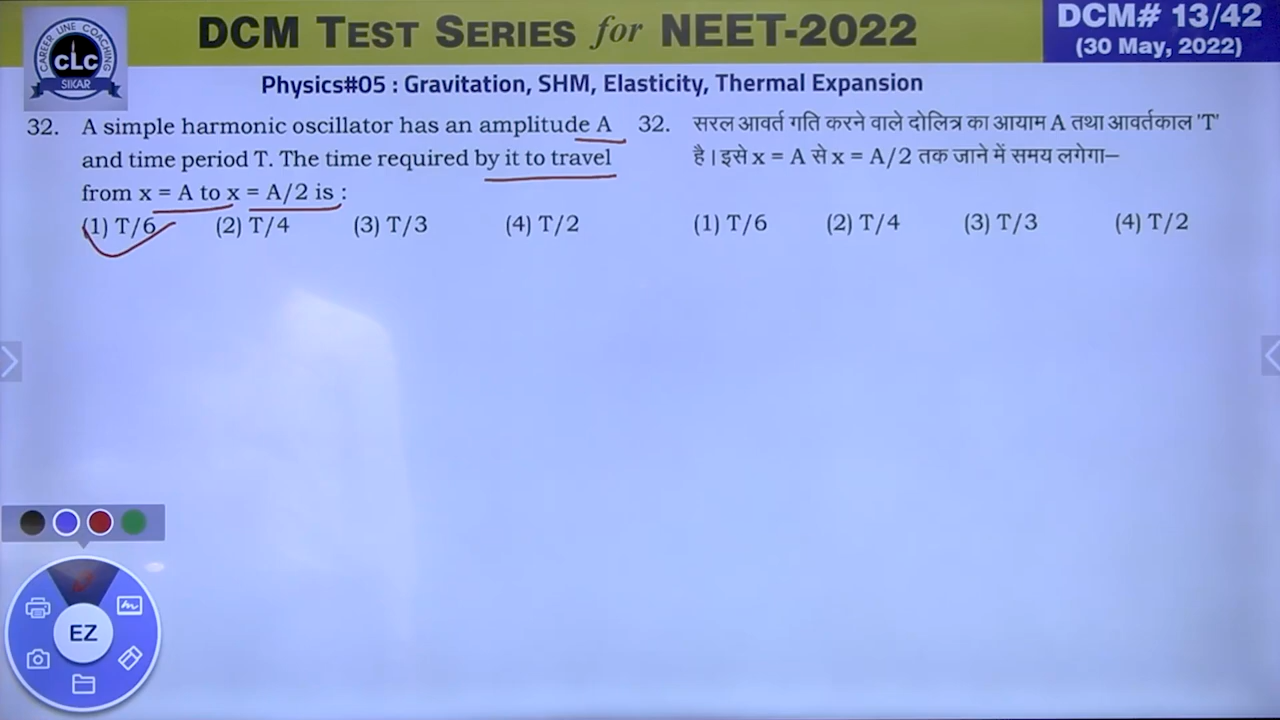 CAREER LINE COACHING
cLc
SIKAR
DCM TEST SERIES for NEET-2022
DCM# 13/42
(30 May, 2022)
Physics#05 : Gravitation, SHM, Elasticity, Thermal Expansion
32. A simple harmonic oscillator has an amplitude A
and time period T. The time required by it to travel
from x = A to x = A/2 is :
(1) T/6 (2) T/4 (3) T/3 (4) T/2
32. सरल आवर्त गति करने वाले दोलित्र का आयाम A तथा आवर्तकाल 'T'
है। इसे x = A से x = A/2 तक जाने में समय लगेगा–
(1) T/6 (2) T/4 (3) T/3 (4) T/2
EZ